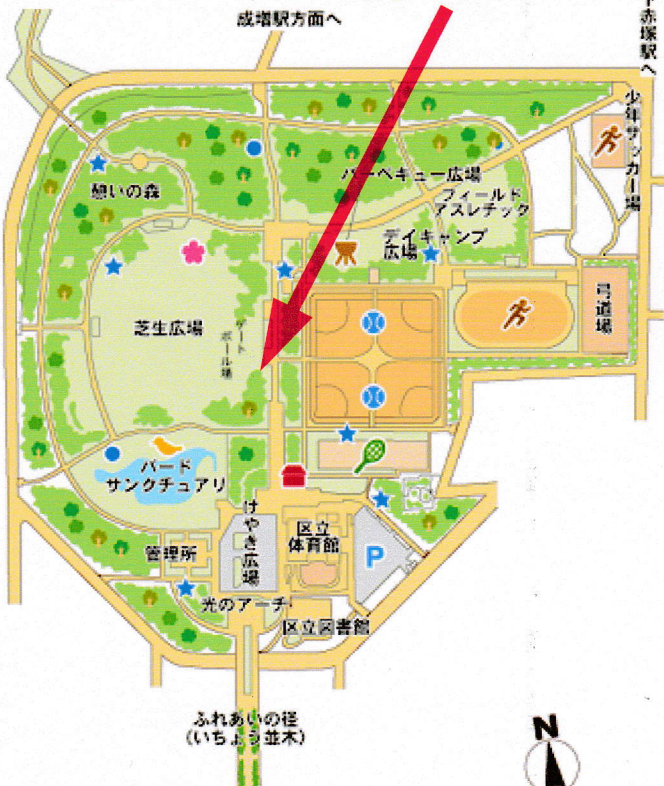 成増駅方面へ
下赤塚駅へ
少年サッカー場
バーベキュー広場
憩いの森
フィールド
アスレチック
デイキャンプ
広場
弓道場
芝生広場
ゲート
ボール場
バード
サンクチュアリ
けやき広場
区立
体育館
P
管理所
光のアーチ
区立図書館
ふれあいの径
(いちょう並木)
N